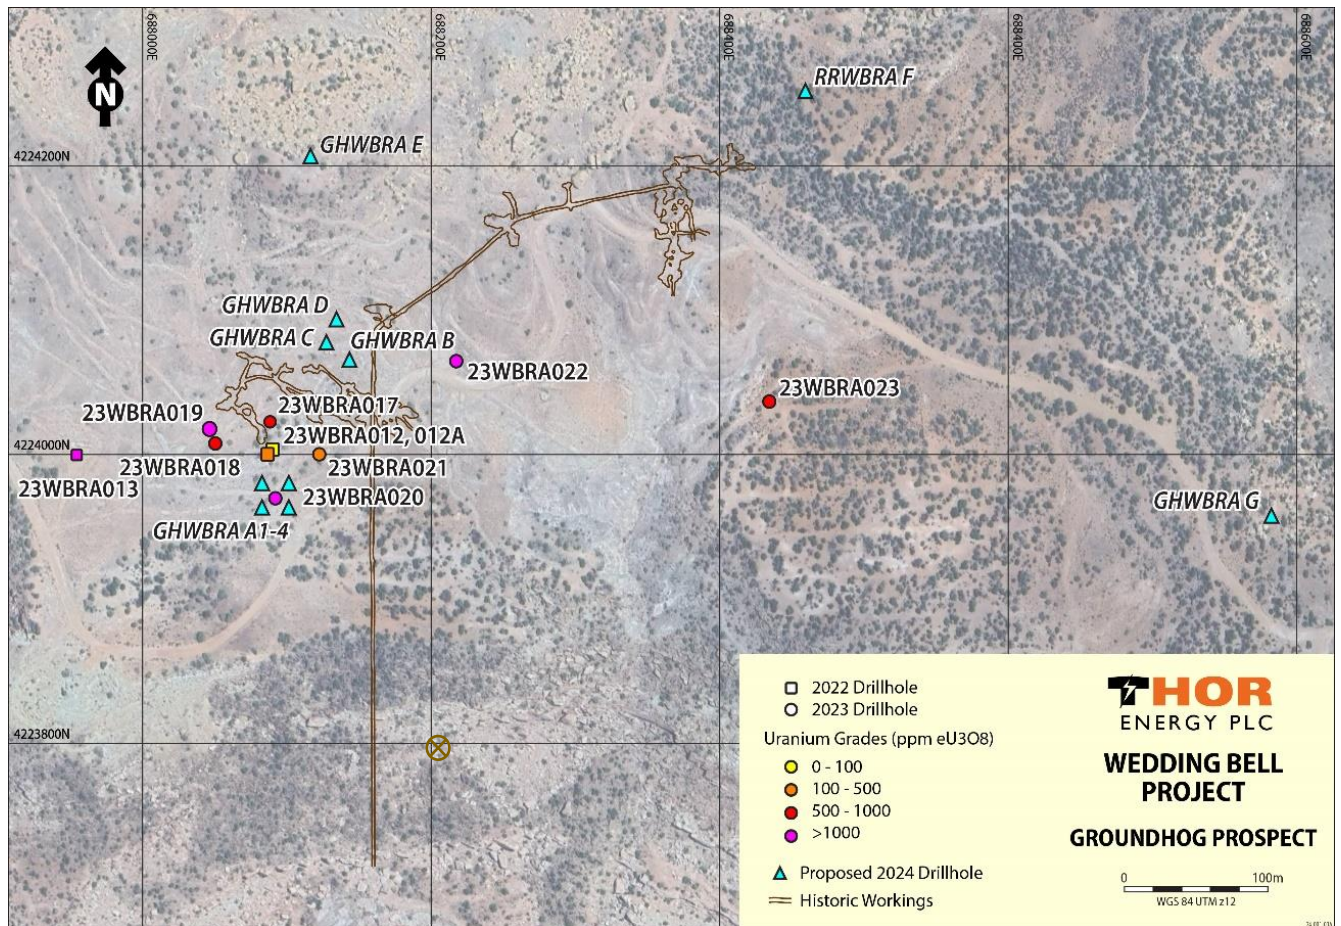 688000E
688200E
688400E
688400E
688600E
N
RRWBRA F
GHWBRA E
4224200N
GHWBRA D
GHWBRA C
GHWBRA B
23WBRA022
23WBRA023
23WBRA019
23WBRA017
23WBRA012, 012A
4224000N
23WBRA018
23WBRA021
23WBRA013
23WBRA020
GHWBRA G
GHWBRA A1-4
4223800N
2022 Drillhole
2023 Drillhole
Uranium Grades (ppm eU3O8)
0 - 100
100 - 500
500 - 1000
>1000
Proposed 2024 Drillhole
Historic Workings
THOR
ENERGY PLC
WEDDING BELL
PROJECT
GROUNDHOG PROSPECT
0 100m
WGS 84 UTM z12